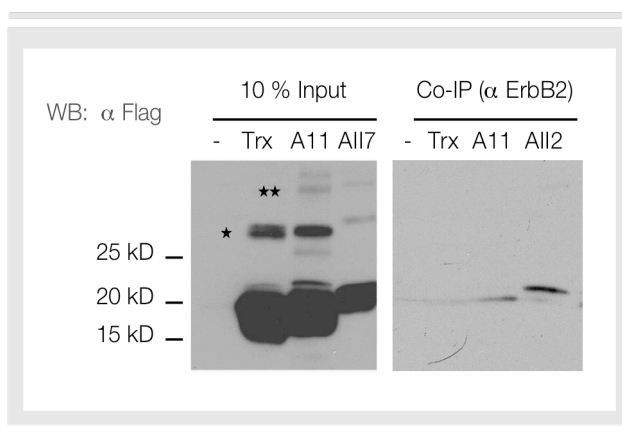 10 % Input Co-IP (α ErbB2)
WB: α Flag
- Trx A11 AII7 - Trx A11 AII2
★★
★
25 kD
20 kD
15 kD